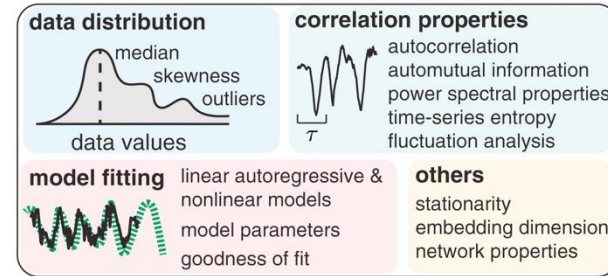 data distribution
median
skewness
outliers
data values
correlation properties
autocorrelation
automutual information
power spectral properties
time-series entropy
fluctuation analysis
τ
model fitting
linear autoregressive &
nonlinear models
model parameters
goodness of fit
others
stationarity
embedding dimension
network properties